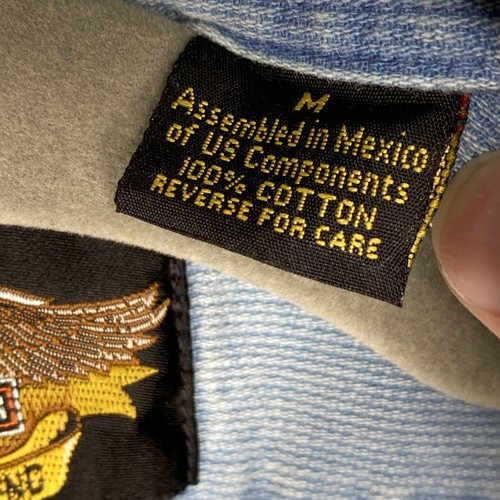 M
Assembled in Mexico
of US Components
100% COTTON
REVERSE FOR CARE